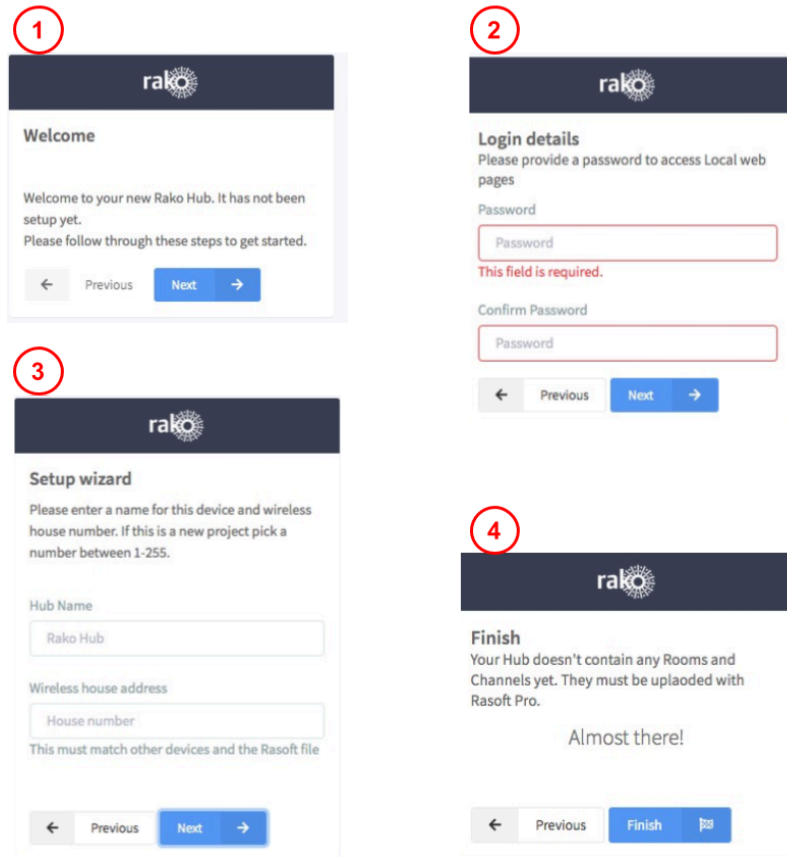 1
rako
Welcome
Welcome to your new Rako Hub. It has not been
setup yet.
Please follow through these steps to get started.
← Previous Next →
2
rako
Login details
Please provide a password to access Local web
pages
Password
Password
This field is required.
Confirm Password
Password
← Previous Next →
3
rako
Setup wizard
Please enter a name for this device and wireless
house number. If this is a new project pick a
number between 1-255.
Hub Name
Rako Hub
Wireless house address
House number
This must match other devices and the Rasoft file
← Previous Next →
4
rako
Finish
Your Hub doesn't contain any Rooms and
Channels yet. They must be uplaoded with
Rasoft Pro.
Almost there!
← Previous Finish